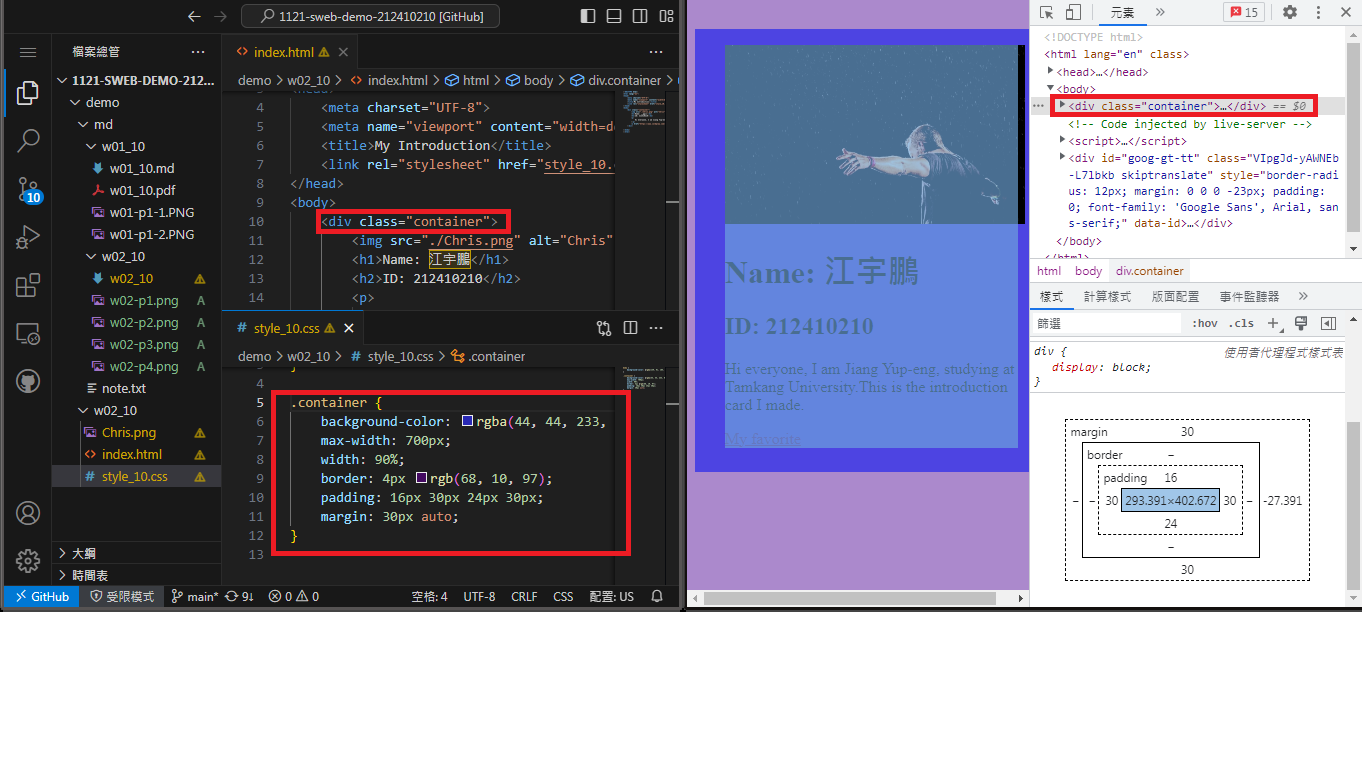 1121-sweb-demo-212410210 [GitHub]
檔案總管
1121-SWEB-DEMO-212...
demo
md
w01_10
w01_10.md
w01_10.pdf
w01-p1-1.PNG
w01-p1-2.PNG
w02_10
w02_10
w02-p1.png A
w02-p2.png A
w02-p3.png A
w02-p4.png A
note.txt
w02_10
Chris.png
index.html
# style_10.css
大綱
時間表
10
index.html
demo > w02_10 > <> index.html > html > body > div.container >
4 <meta charset="UTF-8">
5 <meta name="viewport" content="width=de
6 <title>My Introduction</title>
7 <link rel="stylesheet" href="style_10.
8 </head>
9 <body>
10 <div class="container">
11 <img src="./Chris.png" alt="Chris"
12 <h1>Name: 江宇鵬</h1>
13 <h2>ID: 212410210</h2>
14 <p>
# style_10.css
demo > w02_10 > # style_10.css > .container
4
5 .container {
6 background-color: rgba(44, 44, 233,
7 max-width: 700px;
8 width: 90%;
9 border: 4px rgb(68, 10, 97);
10 padding: 16px 30px 24px 30px;
11 margin: 30px auto;
12 }
13
GitHub 受限模式 main* 9↓ 0 0 空格: 4 UTF-8 CRLF CSS 配置: US
Name: 江宇鵬
ID: 212410210
Hi everyone, I am Jiang Yup-eng, studying at
Tamkang University.This is the introduction
card I made.
My favorite
元素 » 15
<!DOCTYPE html>
<html lang="en" class>
<head>…</head>
<body>
<div class="container">…</div> == $0
<!-- Code injected by live-server -->
<script>…</script>
<div id="goog-gt-tt" class="VIpgJd-yAWNEb
-L7lbkb skiptranslate" style="border-radi
us: 12px; margin: 0 0 0 -23px; padding:
0; font-family: 'Google Sans', Arial, san
s-serif;" data-id>…</div>
</body>
</html>
html body div.container
樣式 計算樣式 版面配置 事件監聽器 »
篩選 :hov .cls +
div { 使用者代理程式樣式表
display: block;
}
margin 30
border –
padding 16
– – 30 293.391×402.672 30 – -27.391
24
–
30